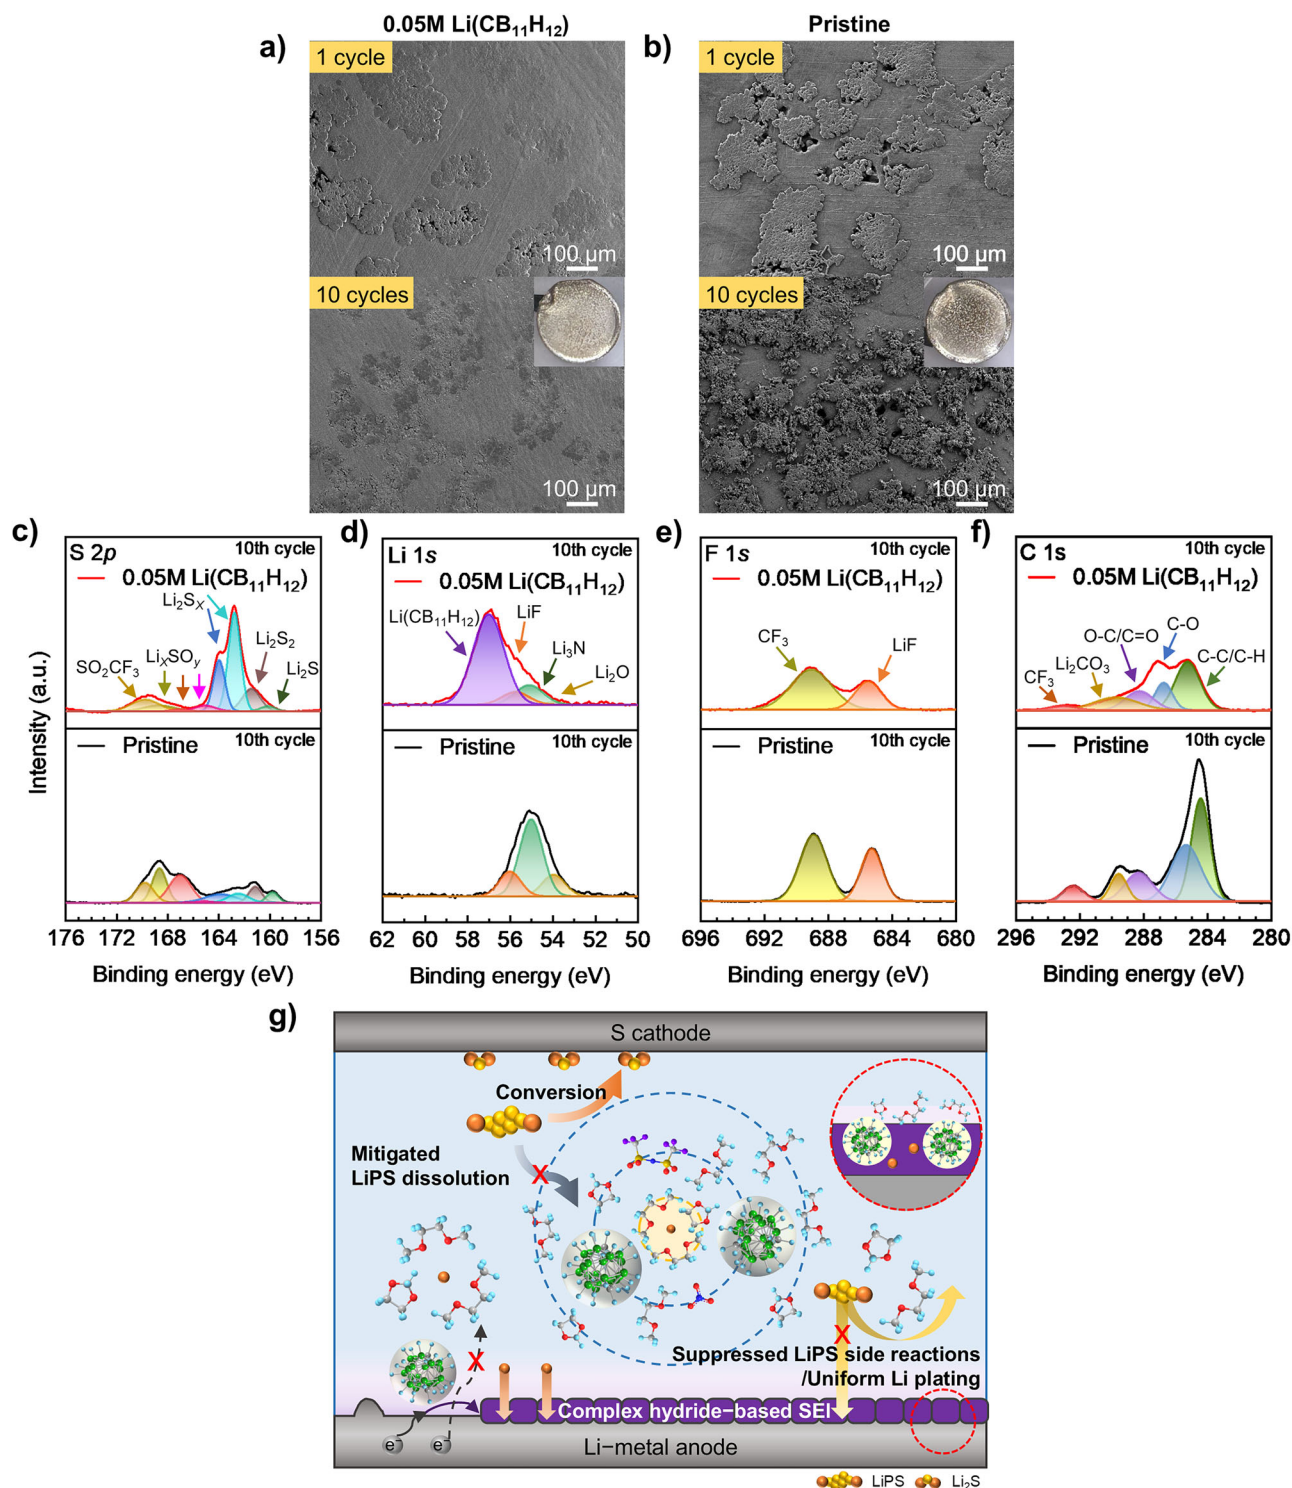 0.05M Li(CB₁₁H₁₂)
Pristine
a)
1 cycle
100 µm
10 cycles
100 µm
b)
1 cycle
100 µm
10 cycles
100 µm
c)
S 2p
10th cycle
0.05M Li(CB₁₁H₁₂)
Li₂Sₓ
SO₂CF₃
LiₓSOᵧ
Li₂S₂
Li₂S
Pristine
10th cycle
Intensity (a.u.)
176 172 168 164 160 156
Binding energy (eV)
d)
Li 1s
10th cycle
0.05M Li(CB₁₁H₁₂)
Li(CB₁₁H₁₂)
LiF
Li₃N
Li₂O
Pristine
10th cycle
62 60 58 56 54 52 50
Binding energy (eV)
e)
F 1s
10th cycle
0.05M Li(CB₁₁H₁₂)
CF₃
LiF
Pristine
10th cycle
696 692 688 684 680
Binding energy (eV)
f)
C 1s
10th cycle
0.05M Li(CB₁₁H₁₂)
C-O
O-C/C=O
Li₂CO₃
CF₃
C-C/C-H
Pristine
10th cycle
296 292 288 284 280
Binding energy (eV)
g)
S cathode
Conversion
Mitigated
LiPS dissolution
X
X
X
Suppressed LiPS side reactions
/Uniform Li plating
Complex hydride−based SEI
e⁻
e⁻
Li−metal anode
LiPS
Li₂S